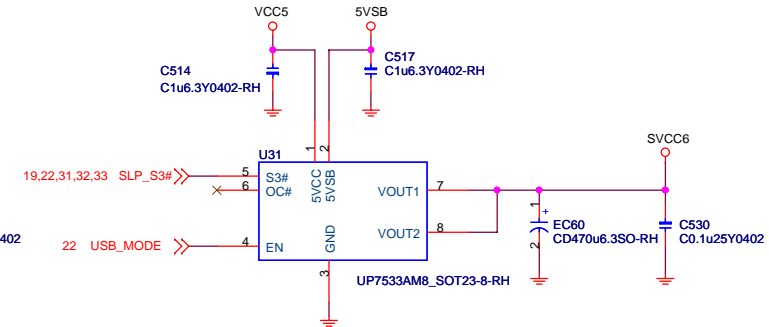 VCC5
5VSB
C514
C1u6.3Y0402-RH
C517
C1u6.3Y0402-RH
SVCC6
1
2
U31
19,22,31,32,33 SLP_S3#
5
S3#
6
OC#
5VCC
5VSB
VOUT1
7
VOUT2
8
402
22 USB_MODE
4
EN
GND
3
1
+
EC60
2
CD470u6.3SO-RH
C530
C0.1u25Y0402
UP7533AM8_SOT23-8-RH